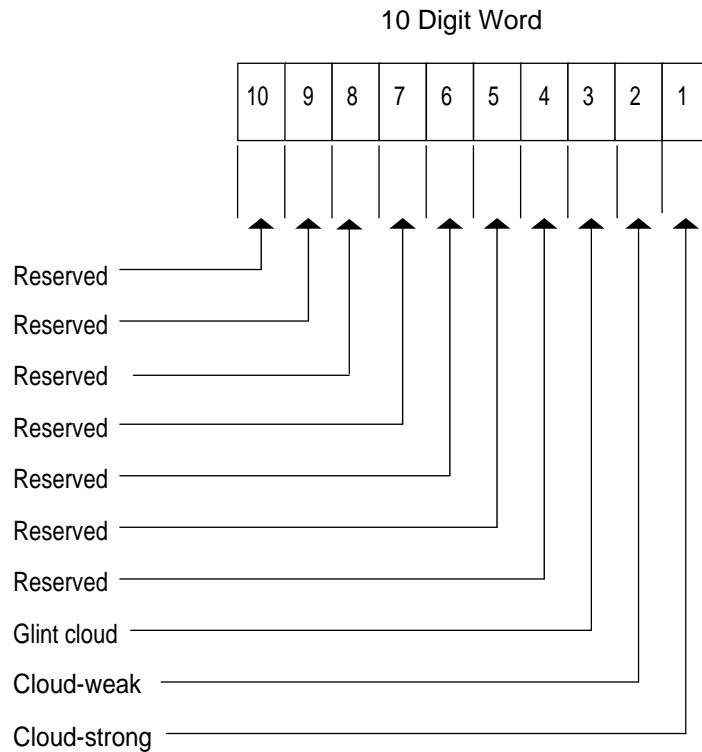 10 Digit Word
10 9 8 7 6 5 4 3 2 1
Reserved
Reserved
Reserved
Reserved
Reserved
Reserved
Reserved
Glint cloud
Cloud-weak
Cloud-strong